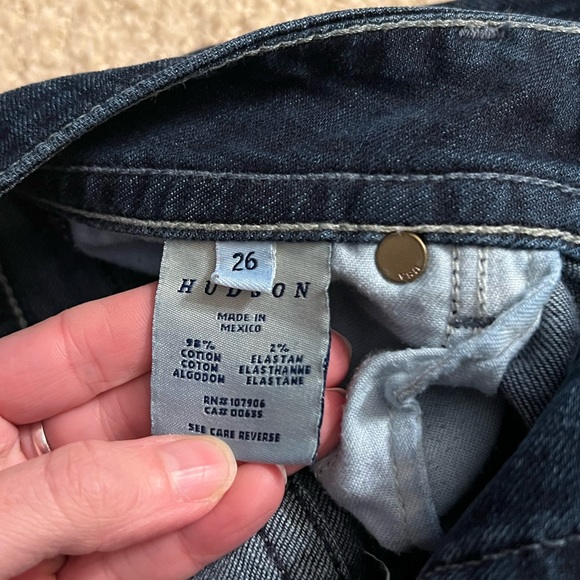 26
HUDSON
MADE IN
MEXICO
98% 2%
COTTON ELASTAN
COTON ELASTHANNE
ALGODON ELASTANE
RN# 107906
CA# 00635
SEE CARE REVERSE